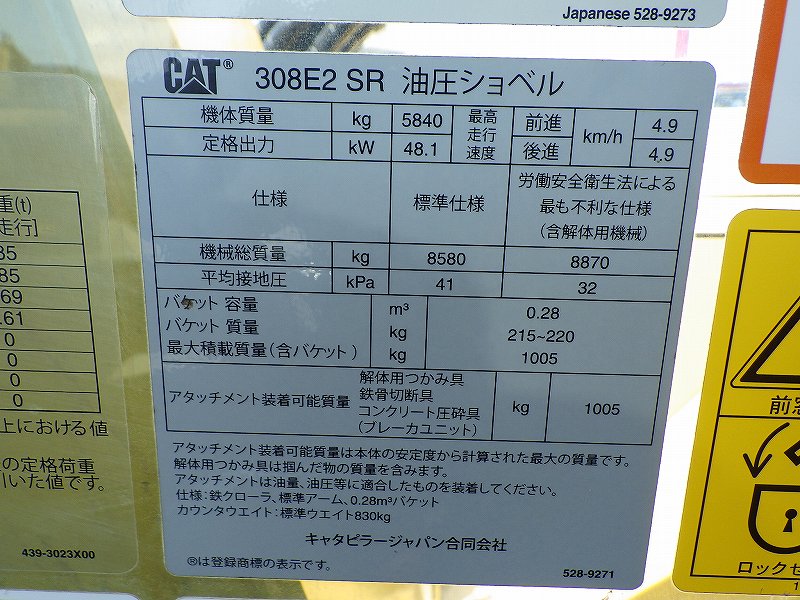 Japanese 528-9273
CAT® 308E2 SR 油圧ショベル
機体質量 kg 5840 最高走行速度 前進 km/h 4.9
定格出力 kW 48.1 後進 4.9
仕様 標準仕様 労働安全衛生法による最も不利な仕様(含解体用機械)
機械総質量 kg 8580 8870
平均接地圧 kPa 41 32
バケット 容量 m³ 0.28
バケット 質量 kg 215~220
最大積載質量(含バケット) kg 1005
アタッチメント装着可能質量 解体用つかみ具 鉄骨切断具 コンクリート圧砕具 (ブレーカユニット) kg 1005
アタッチメント装着可能質量は本体の安定度から計算された最大の質量です。
解体用つかみ具は掴んだ物の質量を含みます。
アタッチメントは油量、油圧等に適合したものを装着してください。
仕様:鉄クローラ、標準アーム、0.28m³バケット
カウンタウエイト:標準ウエイト830kg
キャタピラージャパン合同会社
®は登録商標の表示です。
528-9271
重(t)
走行]
35
85
69
.61
0
0
0
0
上における値
の定格荷重
引いた値です。
439-3023X00
前窓
ロックせ